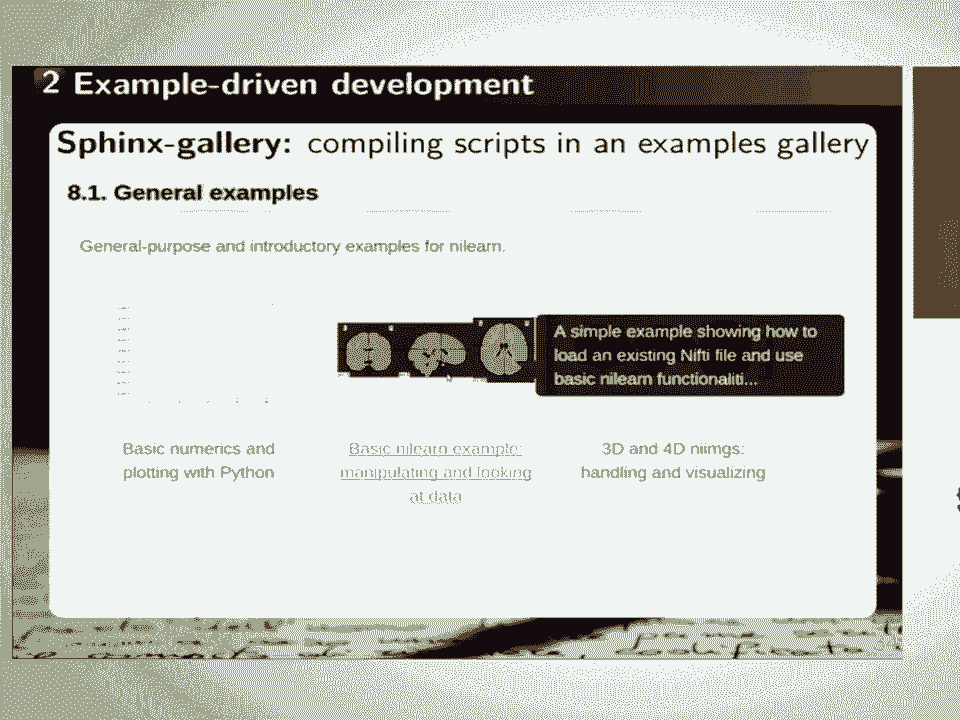 2 Example-driven development
Sphinx-gallery: compiling scripts in an examples gallery
8.1. General examples
General-purpose and introductory examples for nilearn.
A simple example showing how to
load an existing Nifti file and use
basic nilearn functionaliti...
Basic numerics and
plotting with Python
Basic nilearn example:
manipulating and looking
at data
3D and 4D niimgs:
handling and visualizing